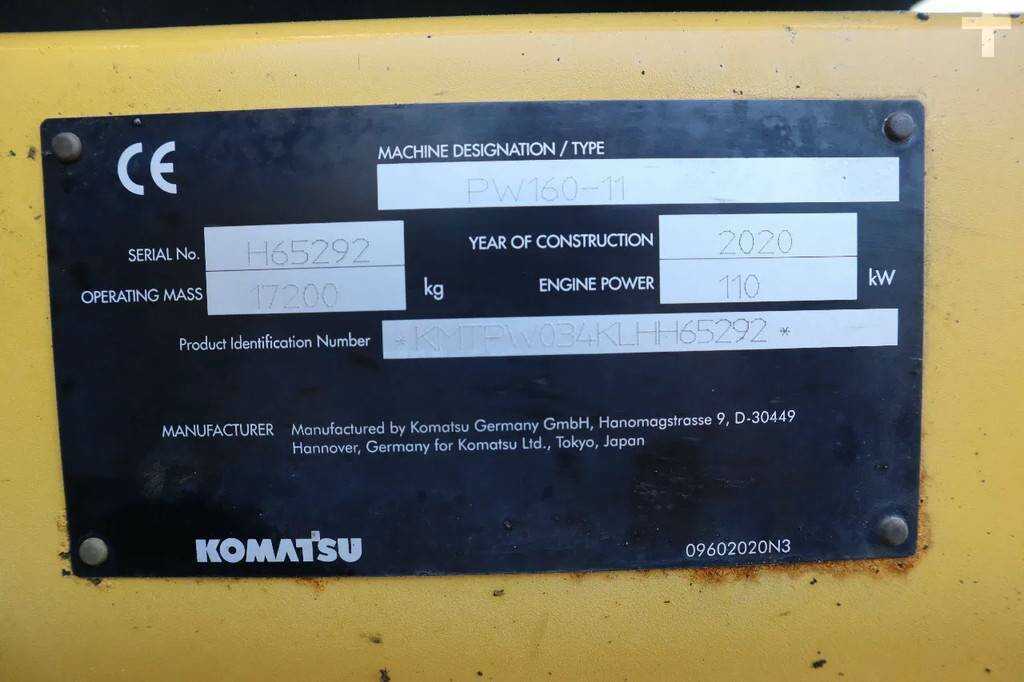 CE
MACHINE DESIGNATION / TYPE
PW160-11
SERIAL No. H65292 YEAR OF CONSTRUCTION 2020
OPERATING MASS 17200 kg ENGINE POWER 110 kW
Product Identification Number *KMTPW034KLHH65292*
MANUFACTURER Manufactured by Komatsu Germany GmbH, Hanomagstrasse 9, D-30449
Hannover, Germany for Komatsu Ltd., Tokyo, Japan
KOMATSU 09602020N3
T